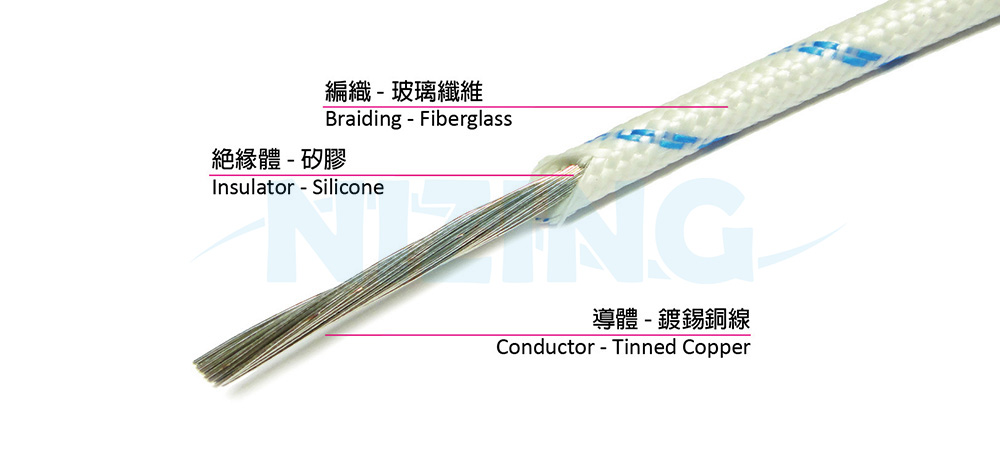 編織 - 玻璃纖維
Braiding - Fiberglass
絕緣體 - 矽膠
Insulator - Silicone
NIZING
導體 - 鍍錫銅線
Conductor - Tinned Copper